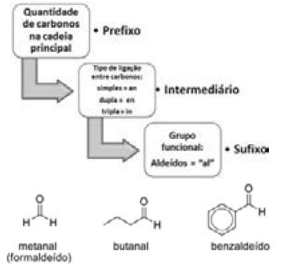 Quantidade
de carbonos
na cadeia
principal
• Prefixo
Tipo de ligação
entre carbonos:
simples = an
dupla = en
tripla = in
• Intermediário
Grupo
funcional:
Aldeídos = "al"
• Sufixo
O
H H
O
H
O
H
metanal
(formaldeído)
butanal
benzaldeído